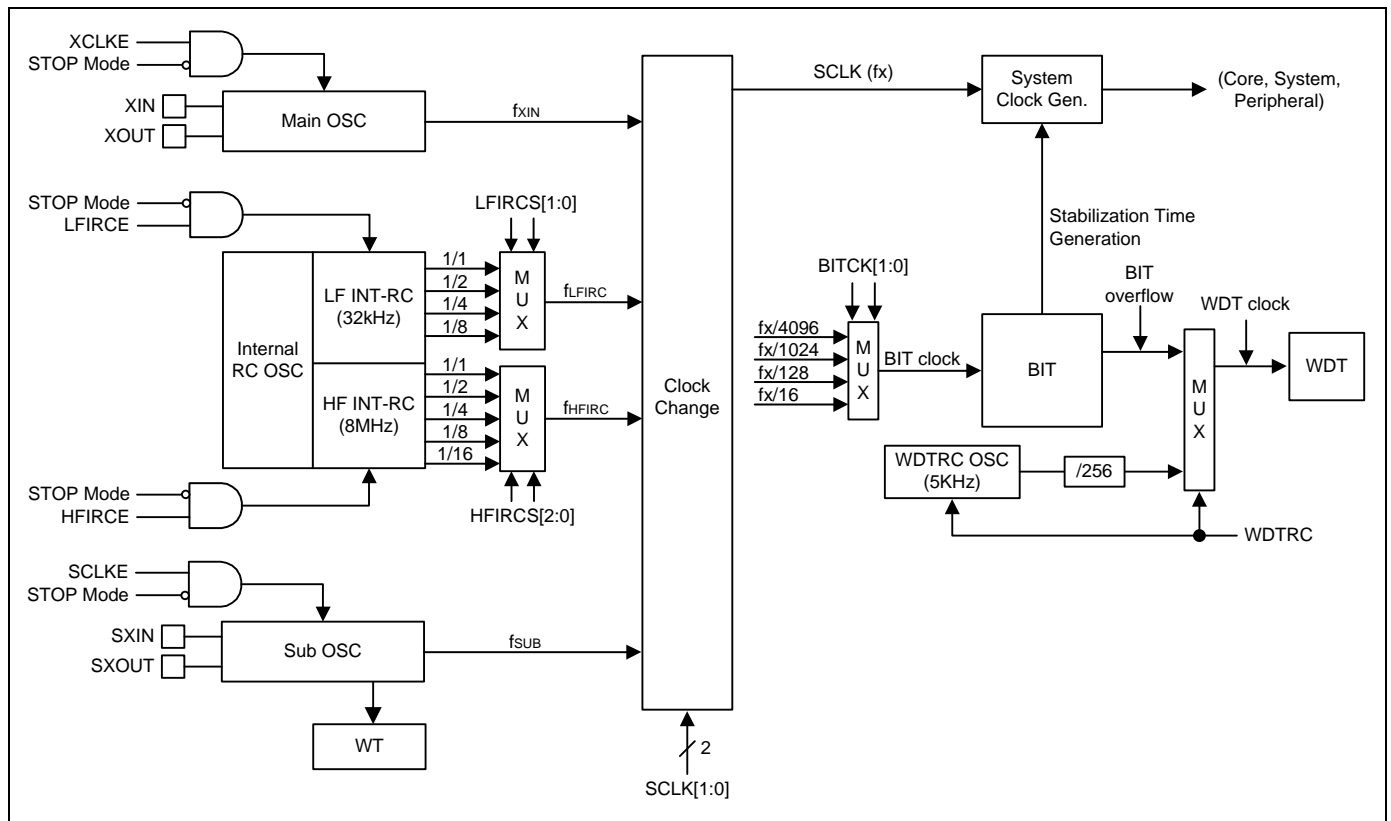 XCLKE
STOP Mode
XIN
XOUT
Main OSC
fXIN
STOP Mode
LFIRCE
LFIRCS[1:0]
Internal
RC OSC
LF INT-RC
(32kHz)
1/1
1/2
1/4
1/8
M
U
X
fLFIRC
HF INT-RC
(8MHz)
1/1
1/2
1/4
1/8
1/16
M
U
X
fHFIRC
STOP Mode
HFIRCE
HFIRCS[2:0]
SCLKE
STOP Mode
SXIN
SXOUT
Sub OSC
fSUB
WT
Clock
Change
2
SCLK[1:0]
SCLK (fx)
System
Clock Gen.
(Core, System,
Peripheral)
Stabilization Time
Generation
BITCK[1:0]
fx/4096
fx/1024
fx/128
fx/16
M
U
X
BIT clock
BIT
BIT
overflow
WDT clock
M
U
X
WDT
WDTRC OSC
(5KHz)
/256
WDTRC